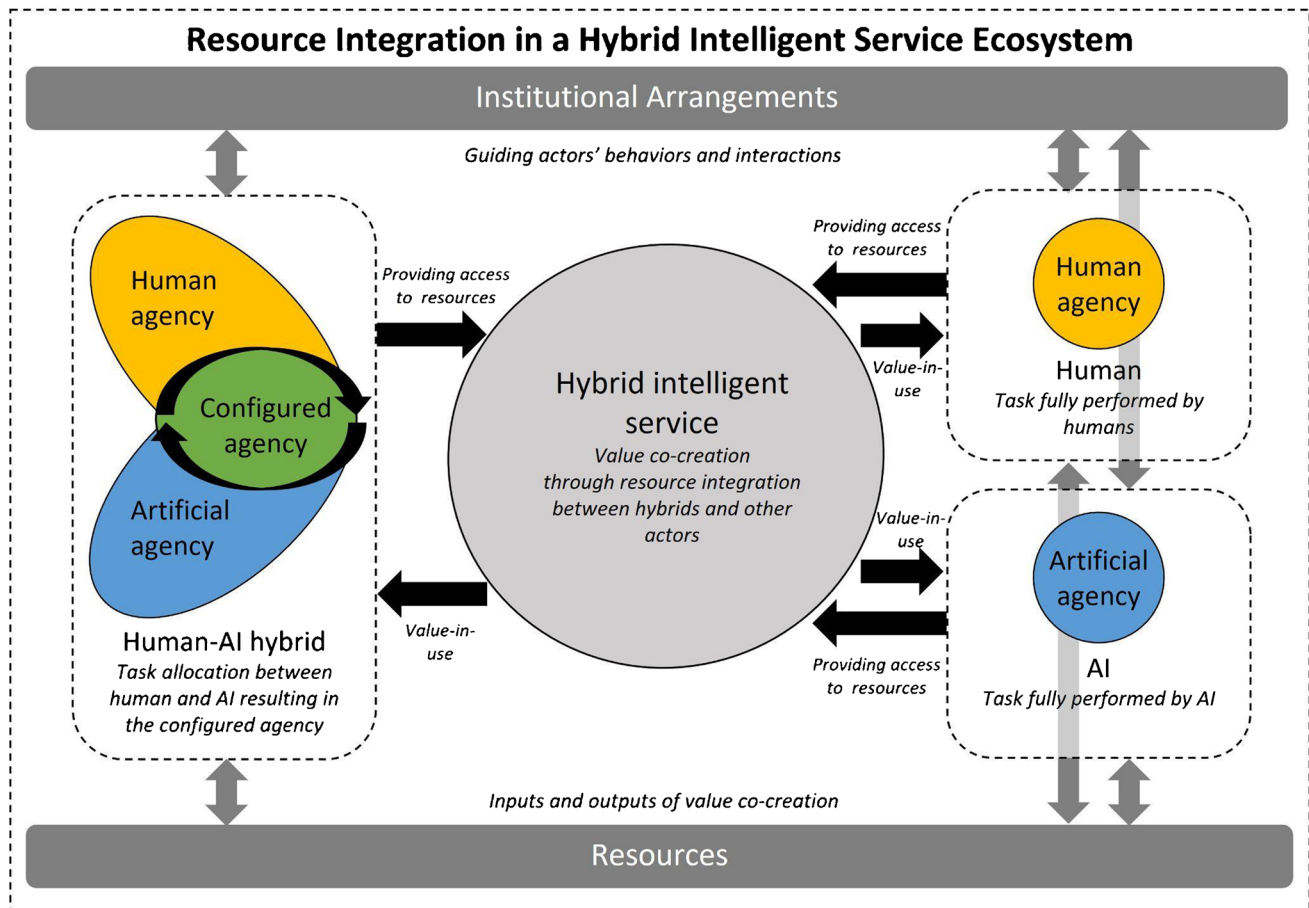 Resource Integration in a Hybrid Intelligent Service Ecosystem
Institutional Arrangements
Guiding actors' behaviors and interactions
Human
agency
Configured
agency
Artificial
agency
Human-AI hybrid
Task allocation between
human and AI resulting in
the configured agency
Providing access
to resources
Value-in-
use
Hybrid intelligent
service
Value co-creation
through resource integration
between hybrids and other
actors
Providing access
to resources
Value-in-
use
Human
agency
Human
Task fully performed by
humans
Value-in-
use
Providing access
to resources
Artificial
agency
AI
Task fully performed by AI
Inputs and outputs of value co-creation
Resources